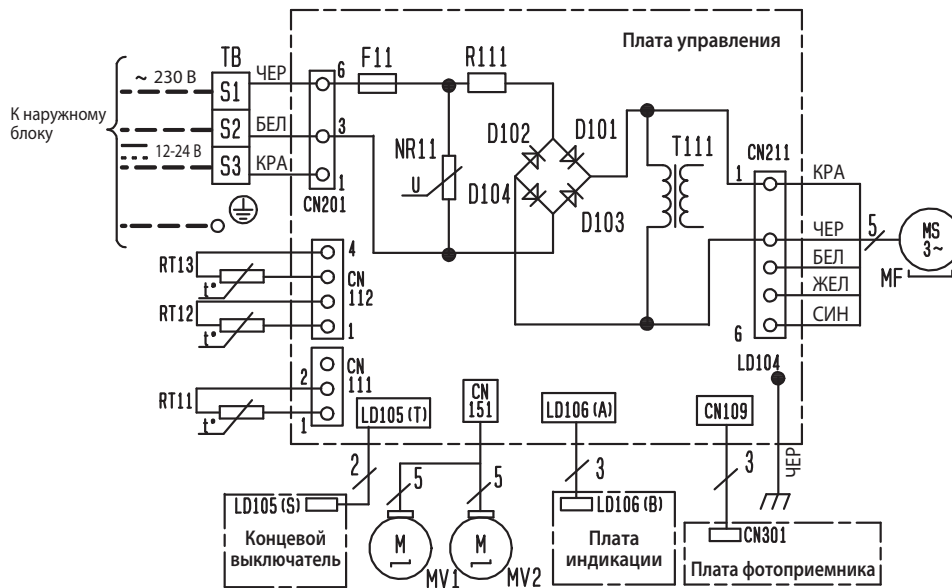 Плата управления
TB
~ 230 В
ЧЕР
6
F11
R111
S1
К наружному
блоку
S2
БЕЛ
3
12-24 В
S3
КРА
1
CN201
NR11
U
D102
D101
D104
D103
T111
CN211
1
КРА
ЧЕР
5
MS
3~
MF
БЕЛ
ЖЕЛ
СИН
6
LD104
RT13
t°
4
CN
112
RT12
t°
1
CN
111
2
RT11
t°
1
LD105 (T)
CN
151
LD106 (A)
CN109
2
5
5
3
3
ЧЕР
LD105 (S)
Концевой
выключатель
M
MV1
M
MV2
LD106 (B)
Плата
индикации
CN301
Плата фотоприемника